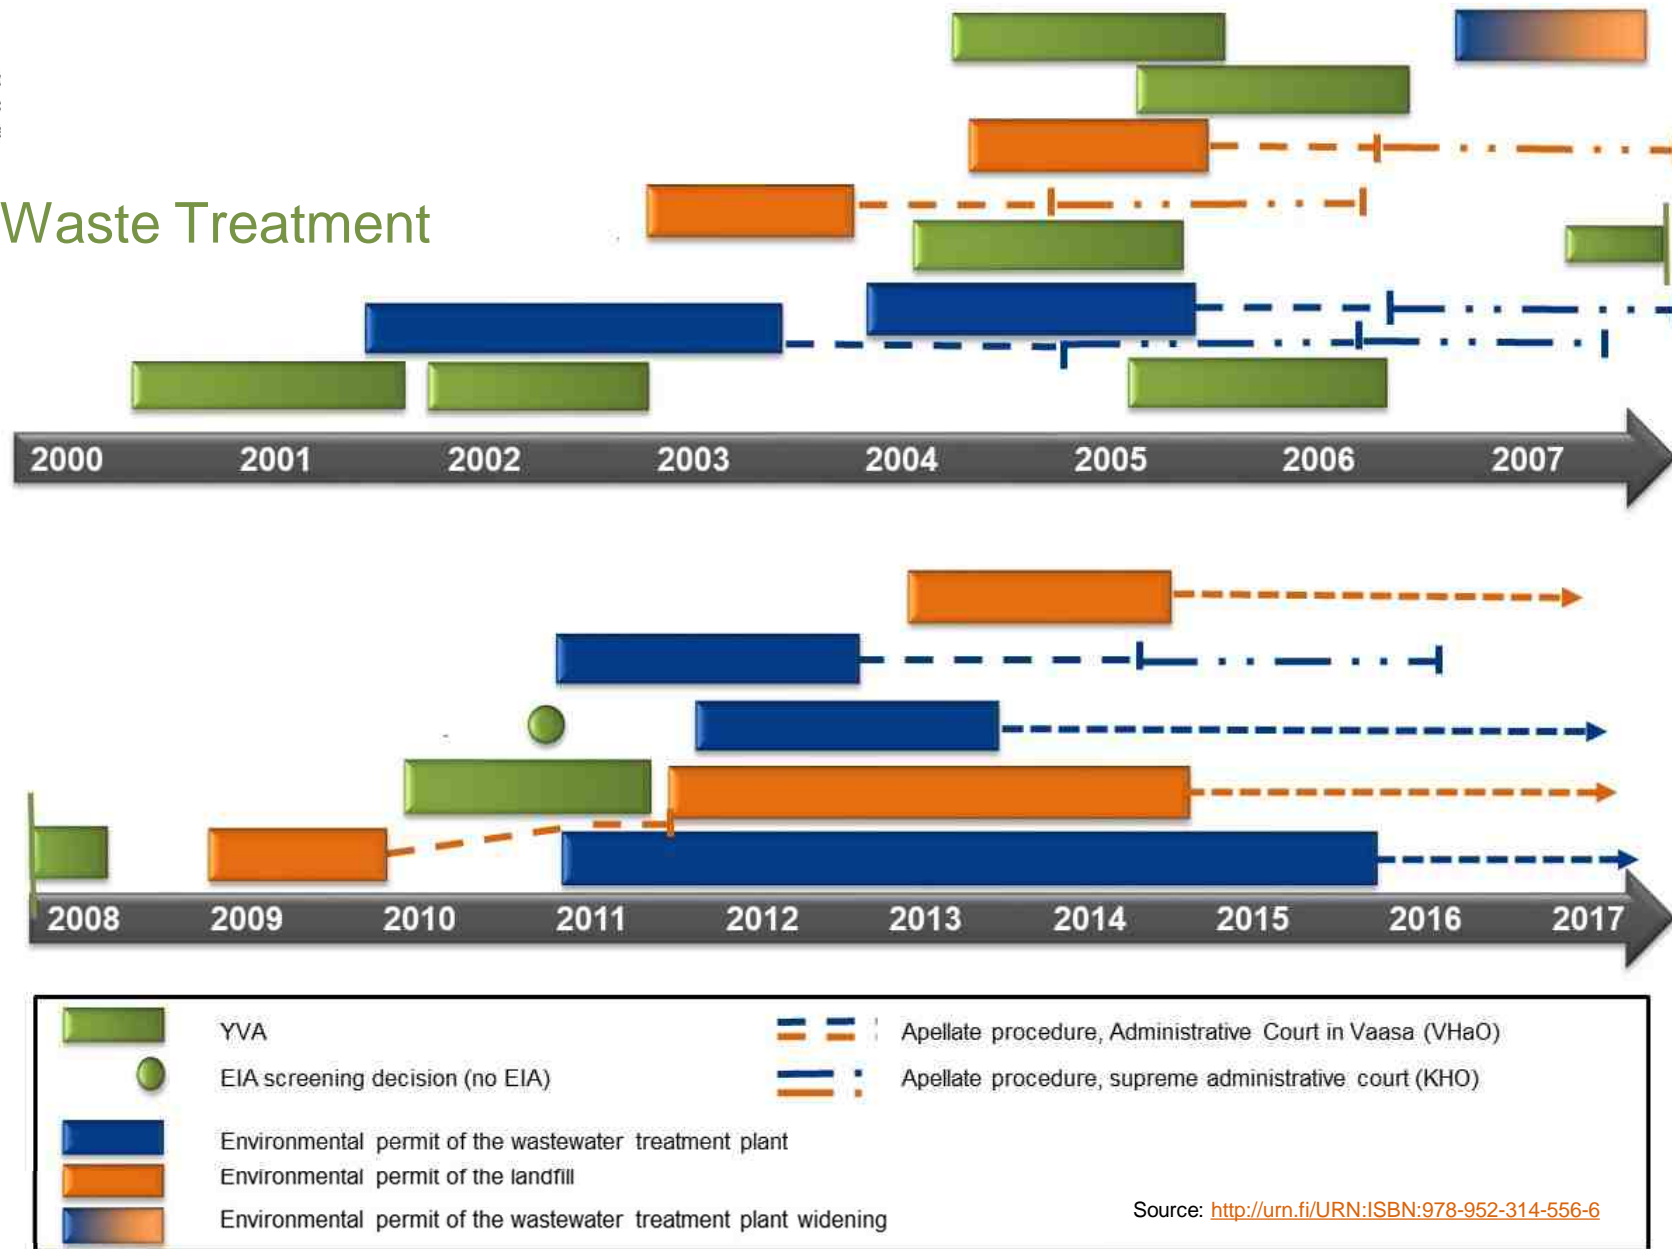 Waste Treatment
2000 2001 2002 2003 2004 2005 2006 2007
2008 2009 2010 2011 2012 2013 2014 2015 2016 2017
YVA
EIA screening decision (no EIA)
Environmental permit of the wastewater treatment plant
Environmental permit of the landfill
Environmental permit of the wastewater treatment plant widening
Apellate procedure, Administrative Court in Vaasa (VHaO)
Apellate procedure, supreme administrative court (KHO)
Source: http://urn.fi/URN:ISBN:978-952-314-556-6